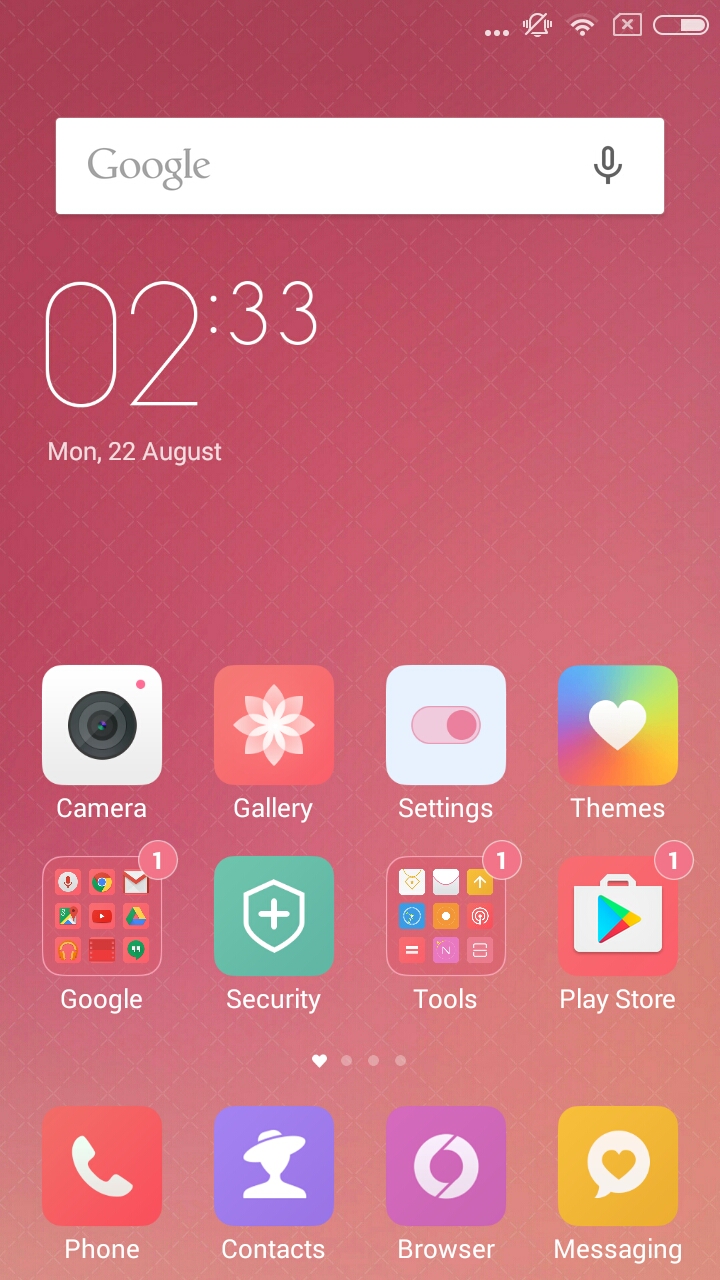 Google
02:33
Mon, 22 August
Camera
Gallery
Settings
Themes
1
1
1
Google
Security
Tools
Play Store
Phone
Contacts
Browser
Messaging